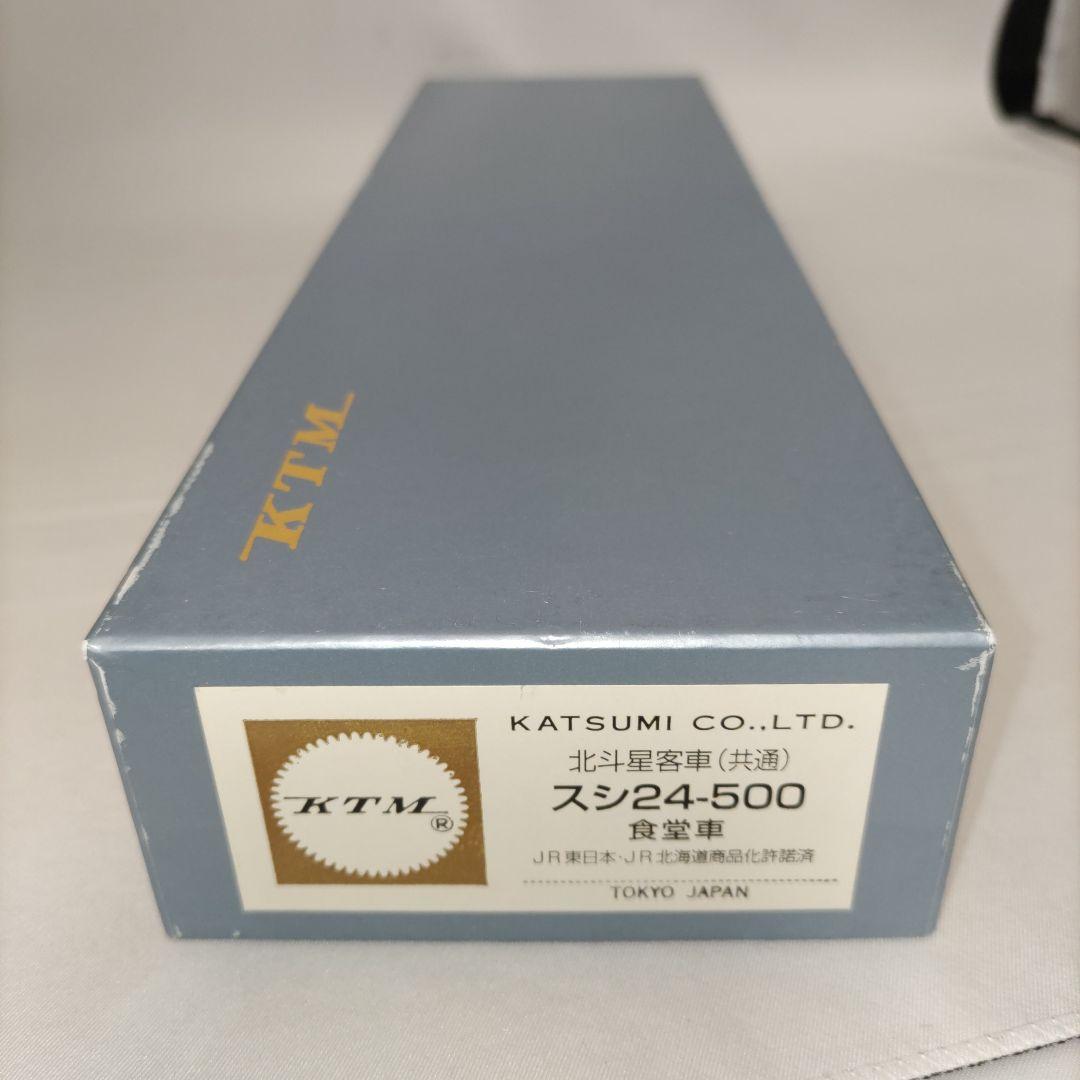 KTM
KATSUMI CO.,LTD.
北斗星客車(共通)
スシ24-500
食堂車
JR東日本・JR北海道商品化許諾済
TOKYO JAPAN
KTM®